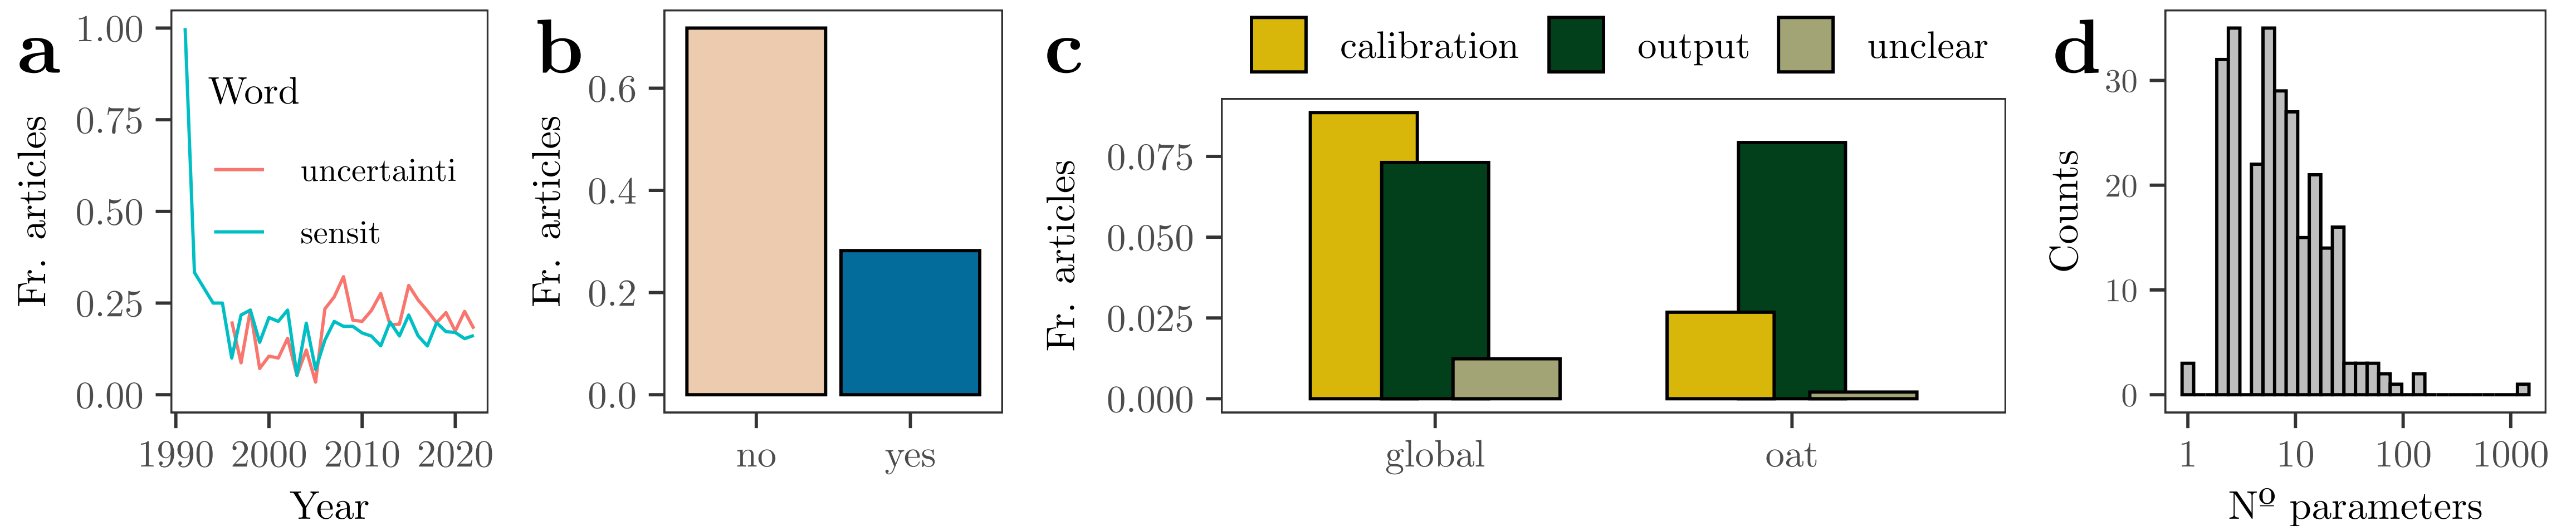 a
Fr. articles
1.00
0.75
0.50
0.25
0.00
Word
uncertainti
sensit
1990 2000 2010 2020
Year
b
Fr. articles
0.6
0.4
0.2
0.0
no yes
c
calibration output unclear
Fr. articles
0.075
0.050
0.025
0.000
global oat
d
Counts
30
20
10
0
1 10 100 1000
Nº parameters